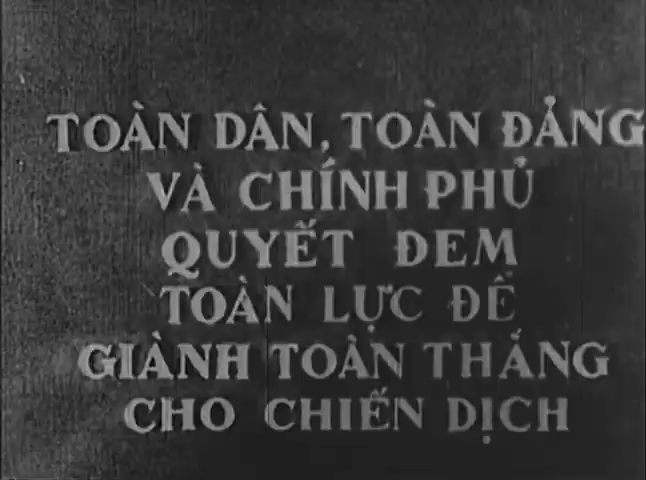 TOÀN DÂN, TOÀN ĐẢNG
VÀ CHÍNH PHỦ
QUYẾT ĐEM
TOÀN LỰC ĐỂ
GIÀNH TOÀN THẮNG
CHO CHIẾN DỊCH